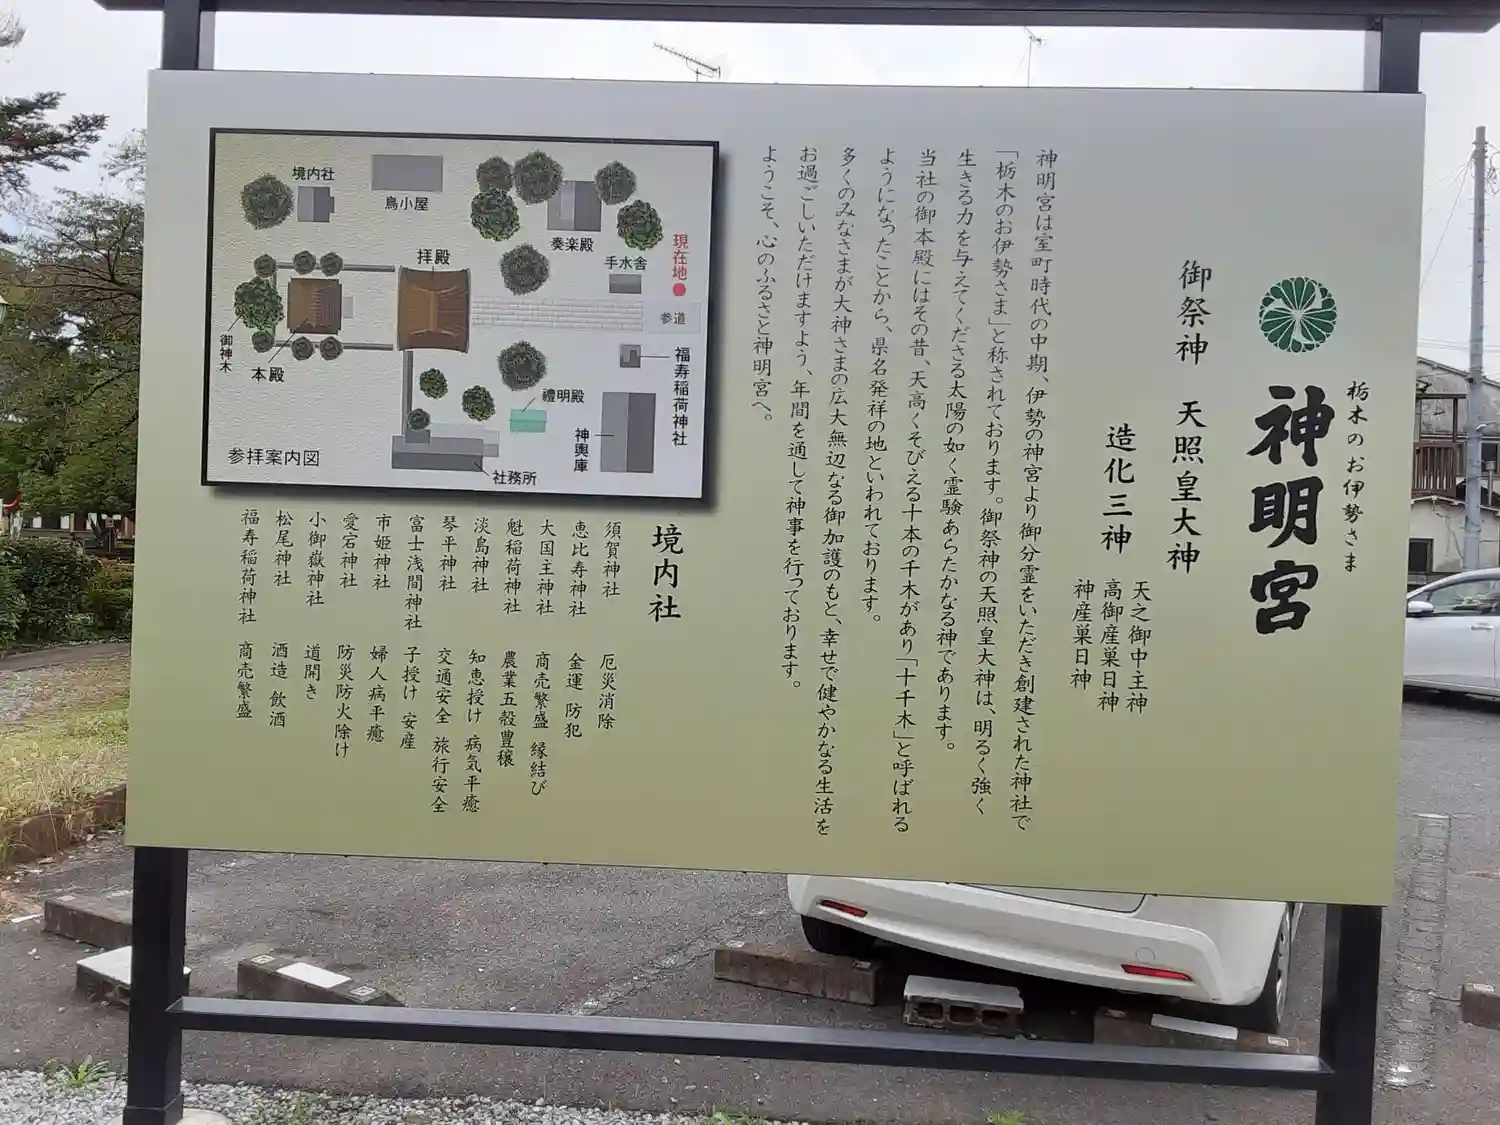 栃木のお伊勢さま
神明宮
御祭神 天照皇大神
造化三神
天之御中主神
高御産巣日神
神産巣日神
神明宮は室町時代の中期、伊勢の神宮より御分霊をいただき創建された神社で
「栃木のお伊勢さま」と称されております。御祭神の天照皇大神は、明るく強く
生きる力を与えてくださる太陽の如く霊験あらたかなる神であります。
当社の御本殿にはその昔、天高くそびえる十本の千木があり「十千木」と呼ばれる
ようになったことから、県名発祥の地といわれております。
多くのみなさまが大神さまの広大無辺なる御加護のもと、幸せで健やかなる生活を
お過ごしいただけますよう、年間を通して神事を行っております。
ようこそ、心のふるさと神明宮へ。
境内社
鳥小屋
奏楽殿
手水舎
現在地
拝殿
参道
御神木
本殿
福寿稲荷神社
禮明殿
神輿庫
社務所
参拝案内図
境内社
須賀神社 厄災消除
恵比寿神社 金運 防犯
大国主神社 商売繁盛 縁結び
魁稲荷神社 農業五穀豊穣
淡島神社 知恵授け 病気平癒
琴平神社 交通安全 旅行安全
富士浅間神社 子授け 安産
市姫神社 婦人病平癒
愛宕神社 防災防火除け
小御嶽神社 道開き
松尾神社 酒造 飲酒
福寿稲荷神社 商売繁盛